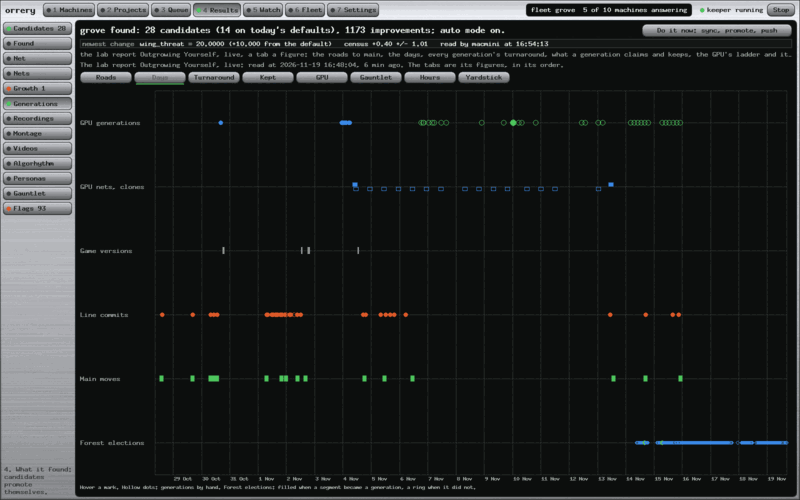 orrery
1 Machines
2 Projects
3 Queue
4 Results
5 Watch
6 Fleet
7 Settings
fleet grove 5 of 10 machines answering
keeper running
Stop
Candidates 28
Found
Net
Nets
Growth 1
Generations
Recordings
Montage
Videos
Algorhythm
Personas
Gauntlet
Flags 93
grove found: 28 candidates (14 on today's defaults), 1173 improvements; auto mode on.
Do it now: sync, promote, push
newest change wing_threat = 20,0000 (+10,000 from the default) census +0,40 +/- 1,01 read by macmini at 16:54:13
the lab report Outgrowing Yourself, live, a tab a figure: the roads to main, the days, every generation's turnaround, what a generation claims and keeps, the GPU's ladder and it…
The lab report Outgrowing Yourself, live; read at 2026-11-19 16:48:04, 6 min ago. The tabs are its figures, in its order.
Roads
Days
Turnaround
Kept
GPU
Gauntlet
Hours
Yardstick
GPU generations
GPU nets, clones
Game versions
Line commits
Main moves
Forest elections
29 Oct
30 Oct
31 Oct
1 Nov
2 Nov
3 Nov
4 Nov
5 Nov
6 Nov
7 Nov
8 Nov
9 Nov
10 Nov
11 Nov
12 Nov
13 Nov
14 Nov
15 Nov
16 Nov
17 Nov
18 Nov
19 Nov
Hover a mark. Hollow dots: generations by hand. Forest elections: filled when a segment became a generation, a ring when it did not.
4. What it found:
candidates
promote
themselves.